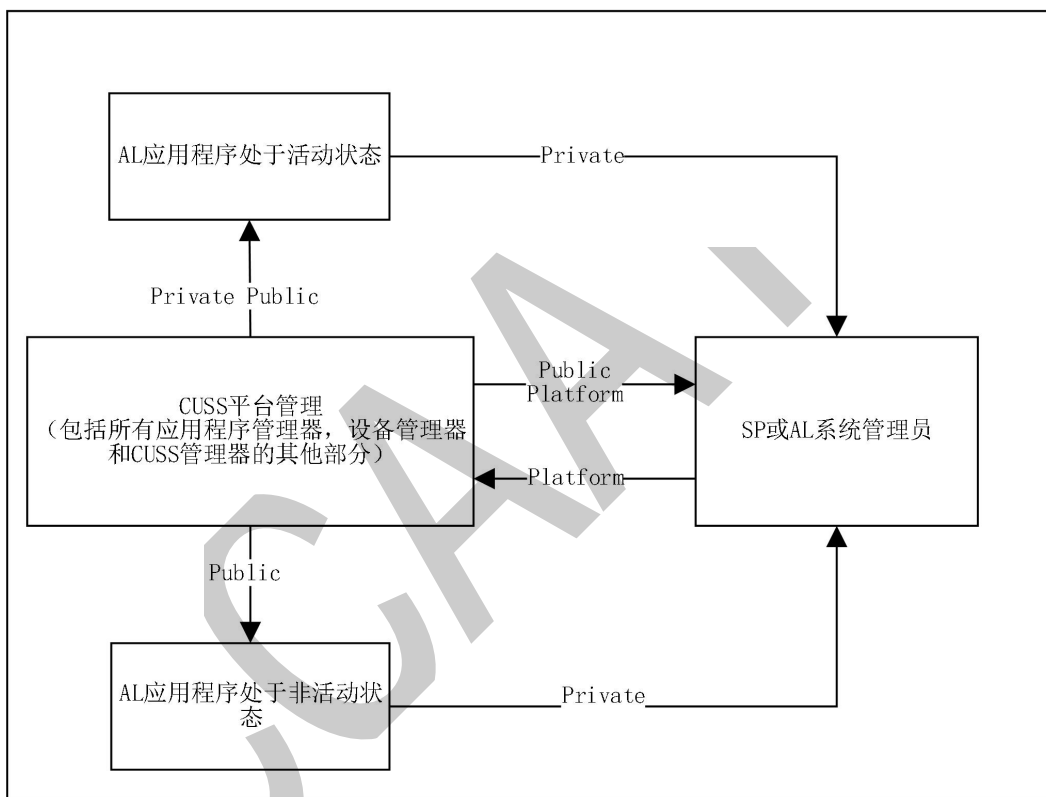 AL应用程序处于活动状态
Private
Private Public
CUSS平台管理
（包括所有应用程序管理器，设备管理器
和CUSS管理器的其他部分）
Public
Platform
Platform
SP或AL系统管理员
Public
AL应用程序处于非活动状
态
Private
CAA